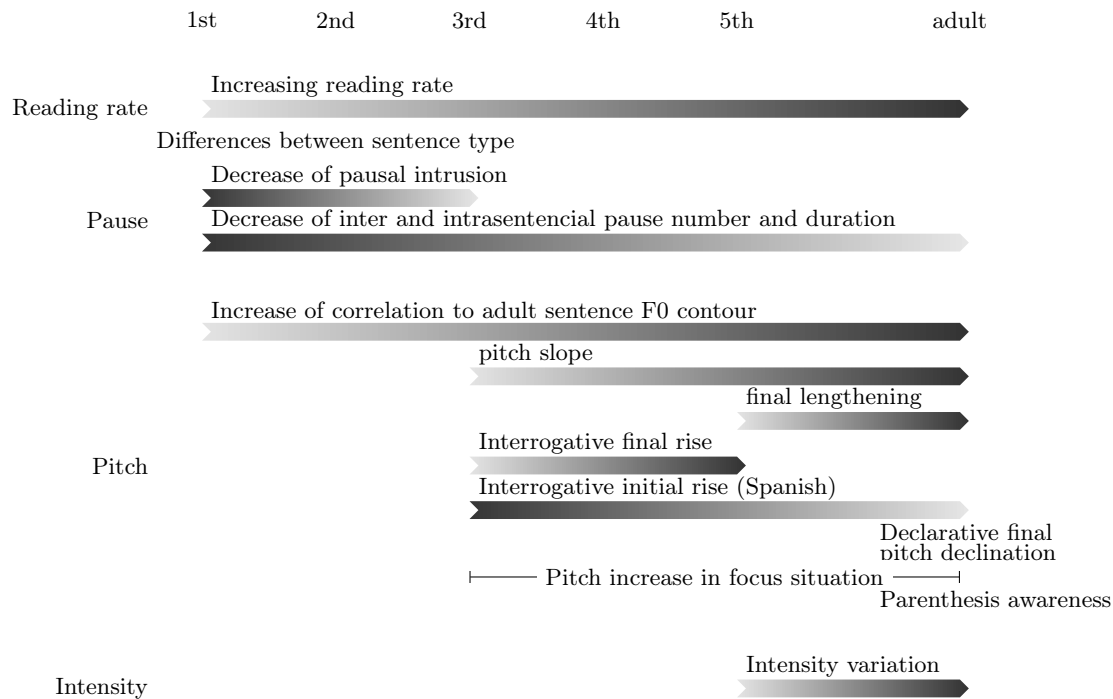 1st 2nd 3rd 4th 5th adult
Increasing reading rate
Reading rate
Differences between sentence type
Decrease of pausal intrusion
Pause
Decrease of inter and intrasentencial pause number and duration
Increase of correlation to adult sentence F0 contour
pitch slope
final lengthening
Interrogative final rise
Pitch
Interrogative initial rise (Spanish)
Declarative final
pitch declination
Pitch increase in focus situation
Parenthesis awareness
Intensity variation
Intensity